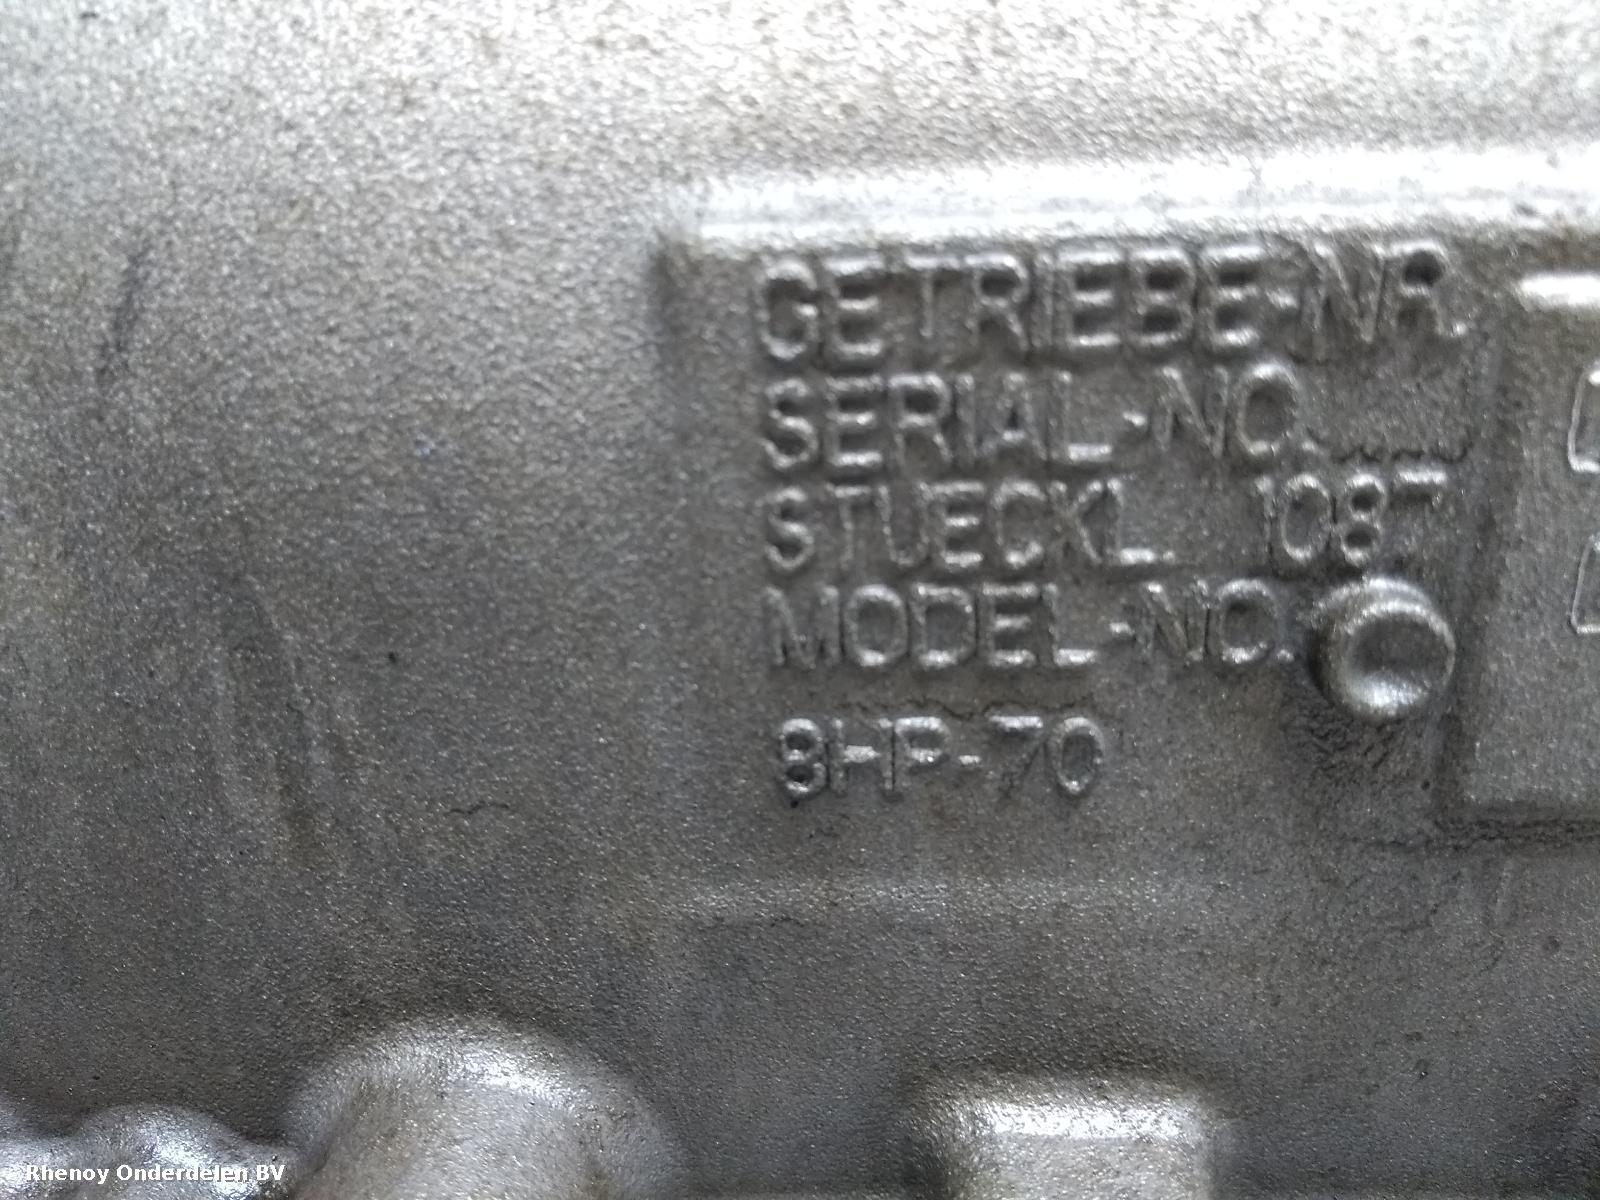 GETRIEBE-NR.
SERIAL-NO.
STUECKL. 1087
MODEL-NO.
8HP-70
Rhenoy Onderdelen BV